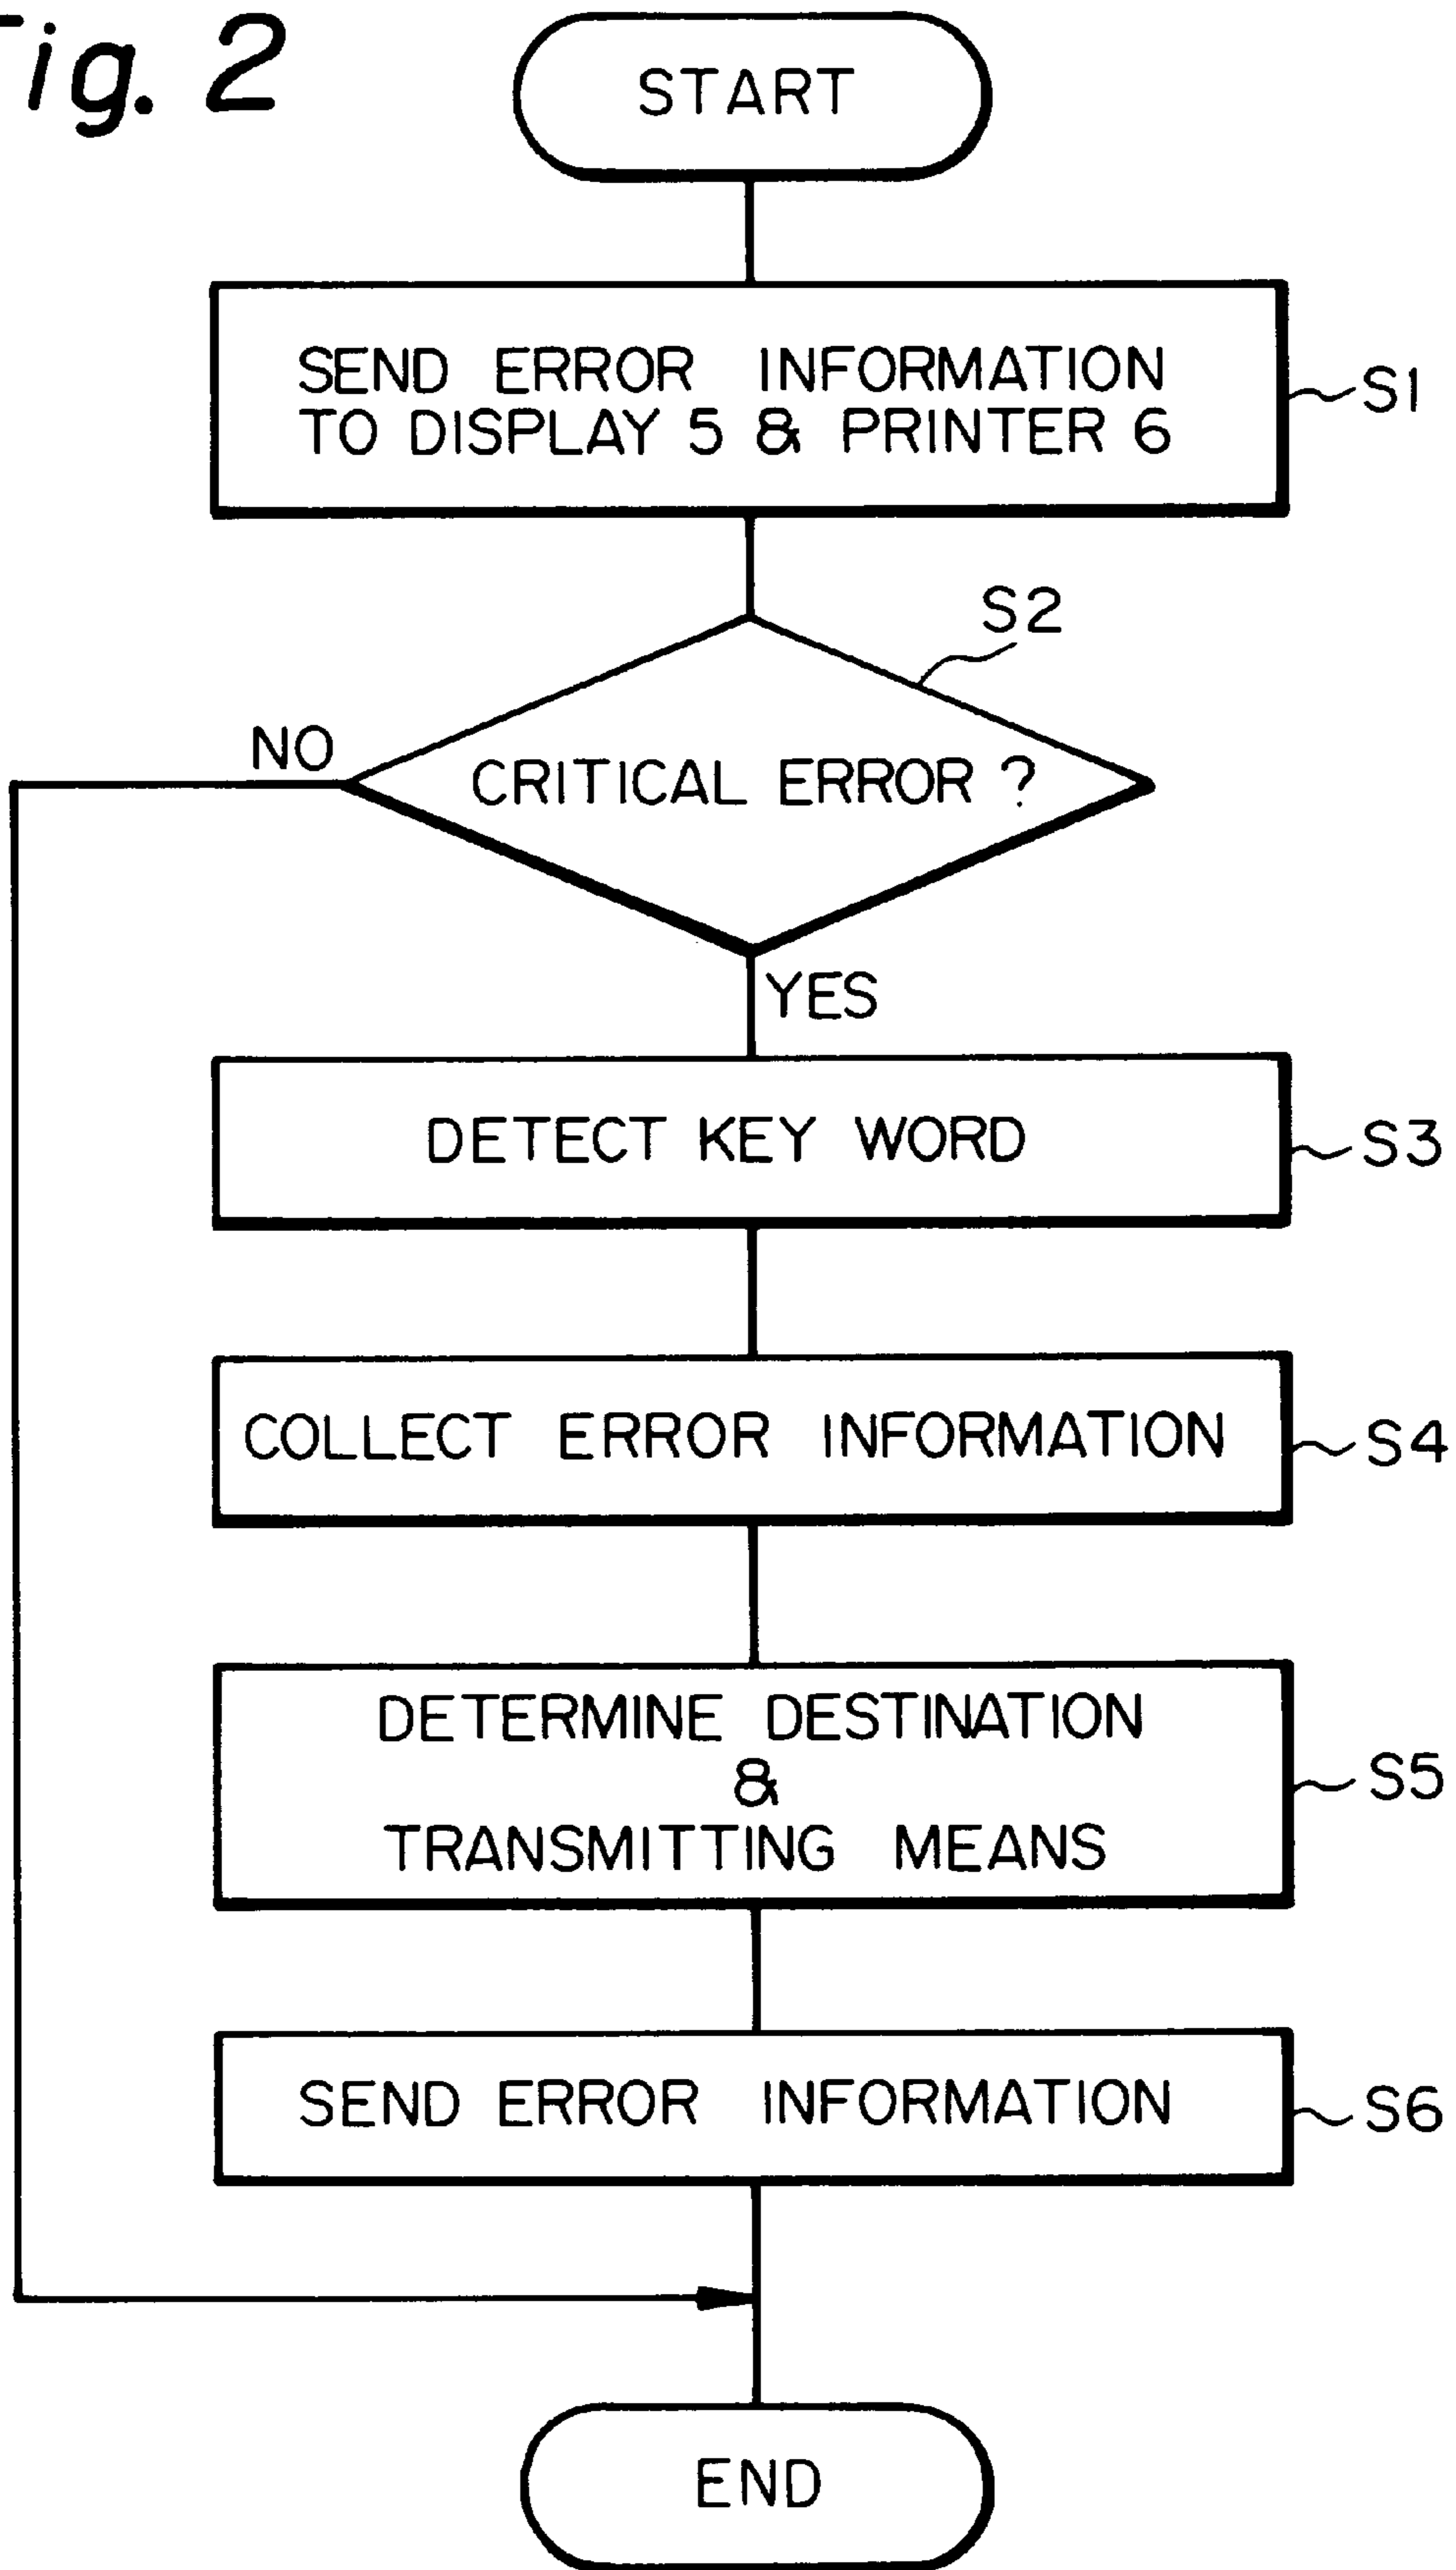 Fig. 2
START
SEND ERROR INFORMATION
TO DISPLAY 5 & PRINTER 6
S1
S2
NO
CRITICAL ERROR ?
YES
DETECT KEY WORD
S3
COLLECT ERROR INFORMATION
S4
DETERMINE DESTINATION
&
TRANSMITTING MEANS
S5
SEND ERROR INFORMATION
S6
END